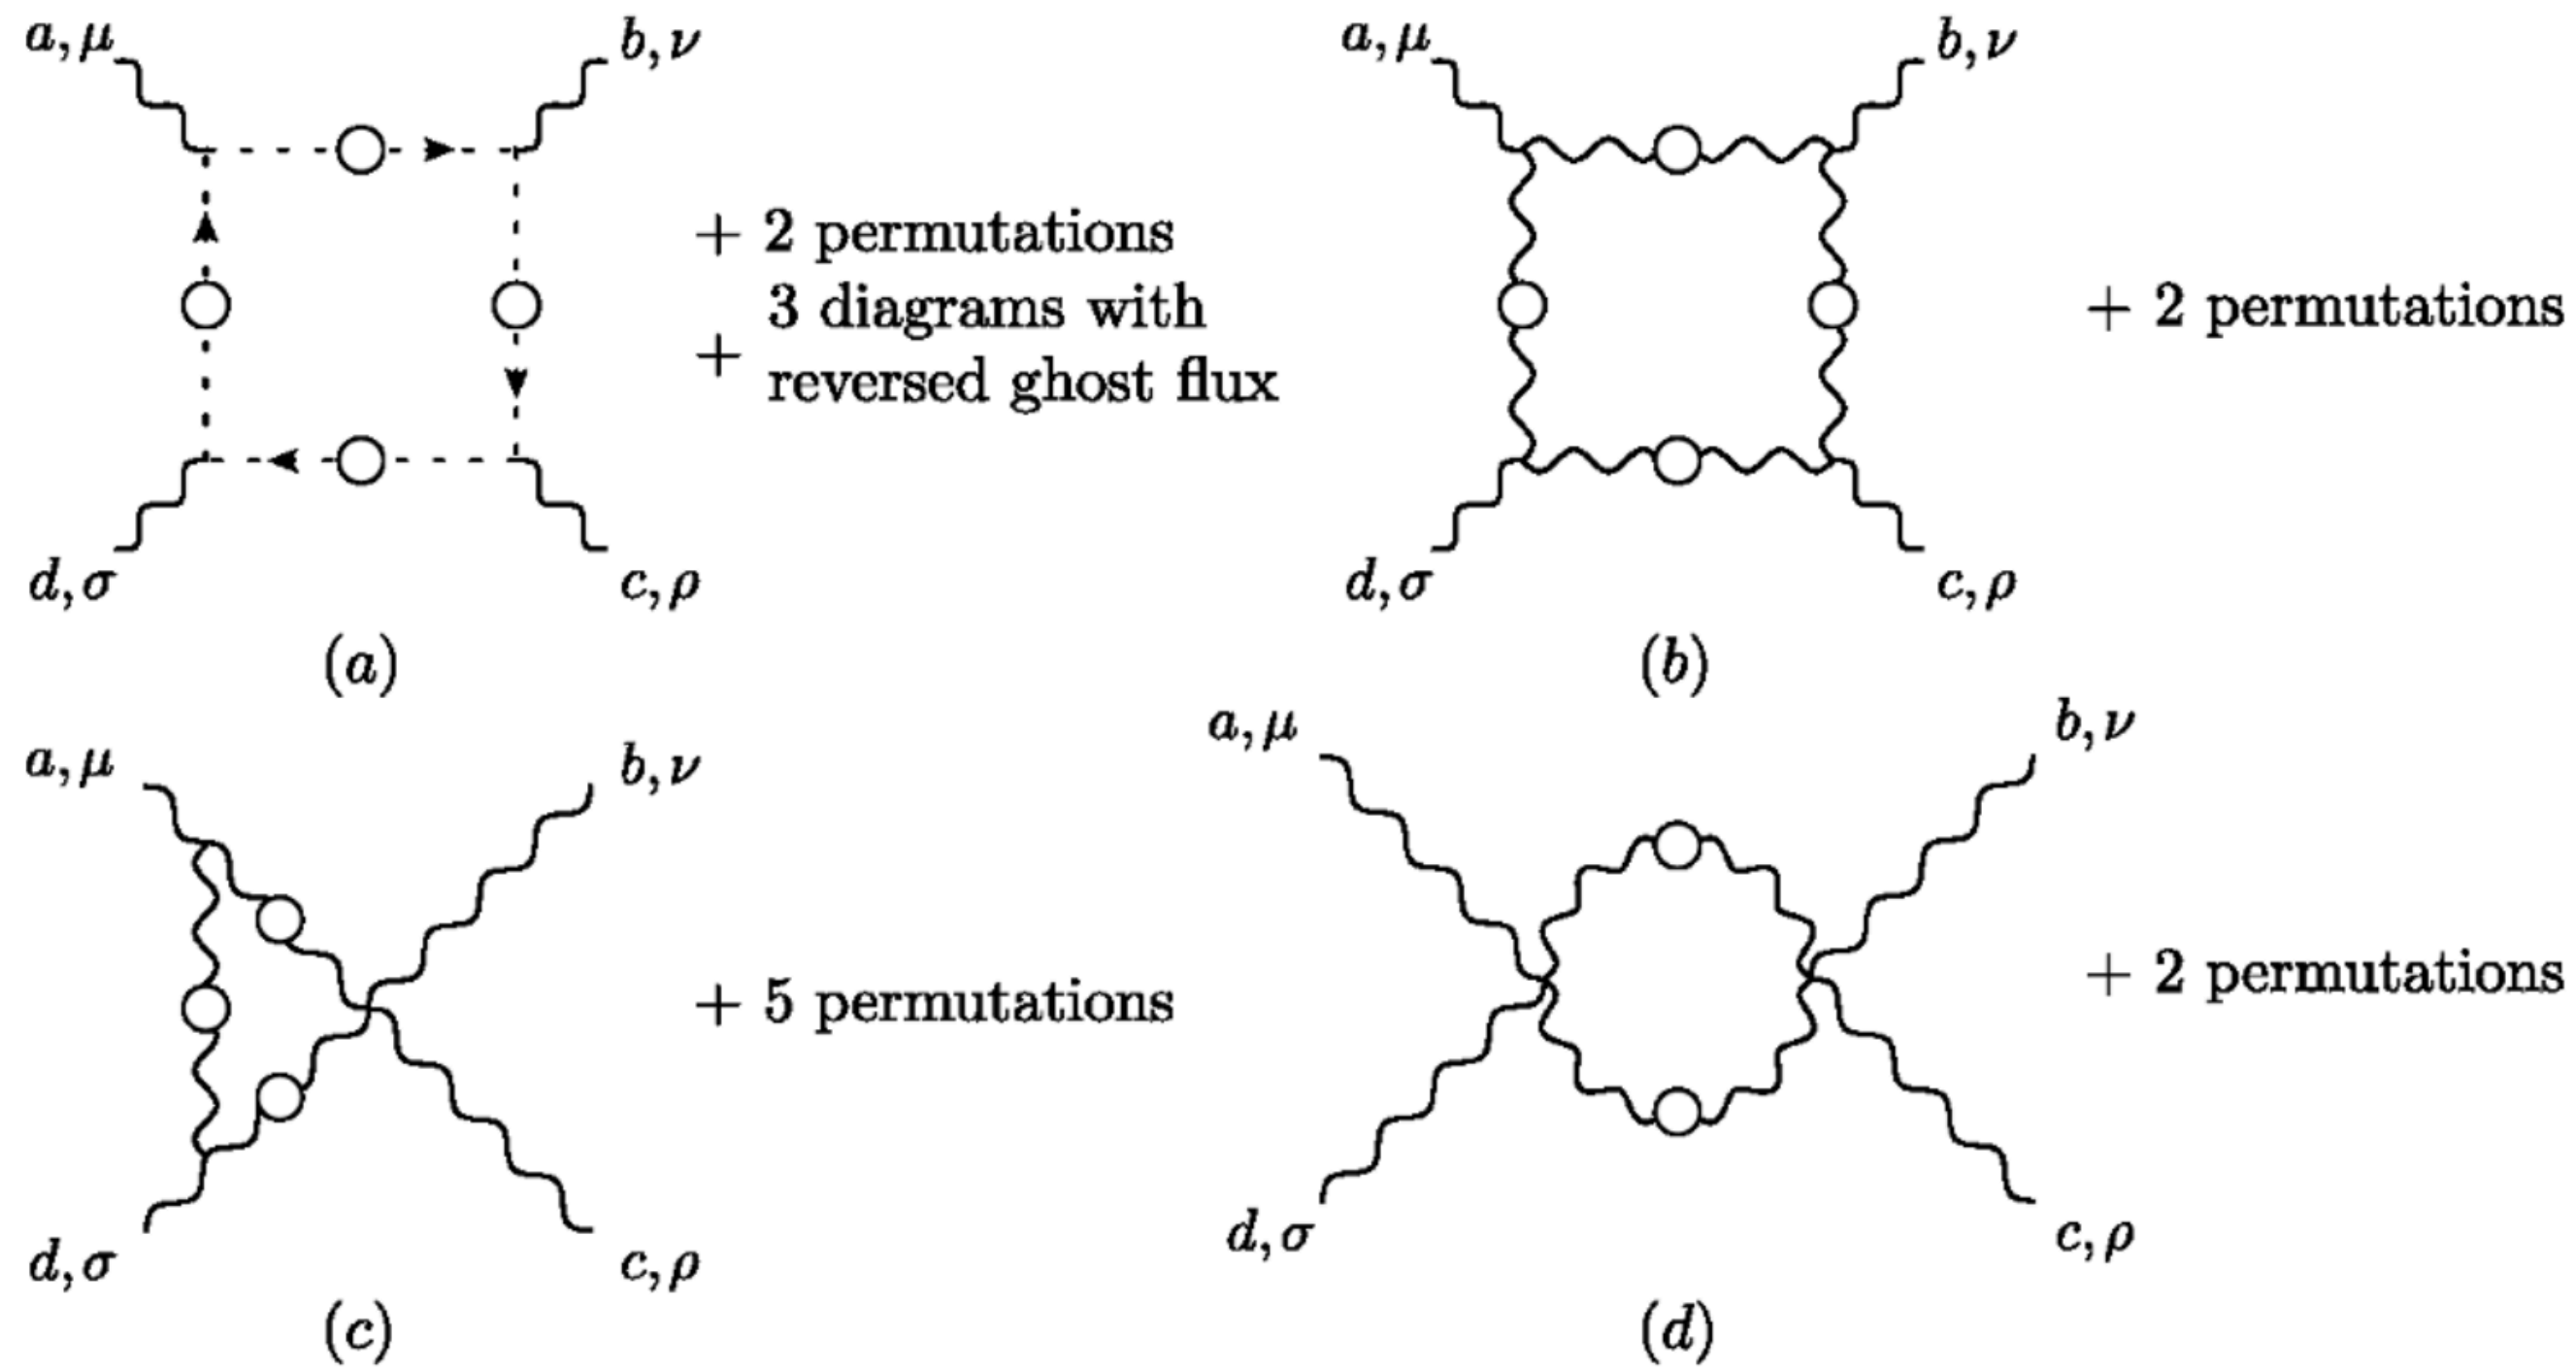 a, μ
b, ν
+ 2 permutations
+ 3 diagrams with
reversed ghost flux
d, σ
c, ρ
(a)
a, μ
b, ν
+ 2 permutations
d, σ
c, ρ
(b)
a, μ
b, ν
+ 5 permutations
d, σ
c, ρ
(c)
a, μ
b, ν
+ 2 permutations
d, σ
c, ρ
(d)